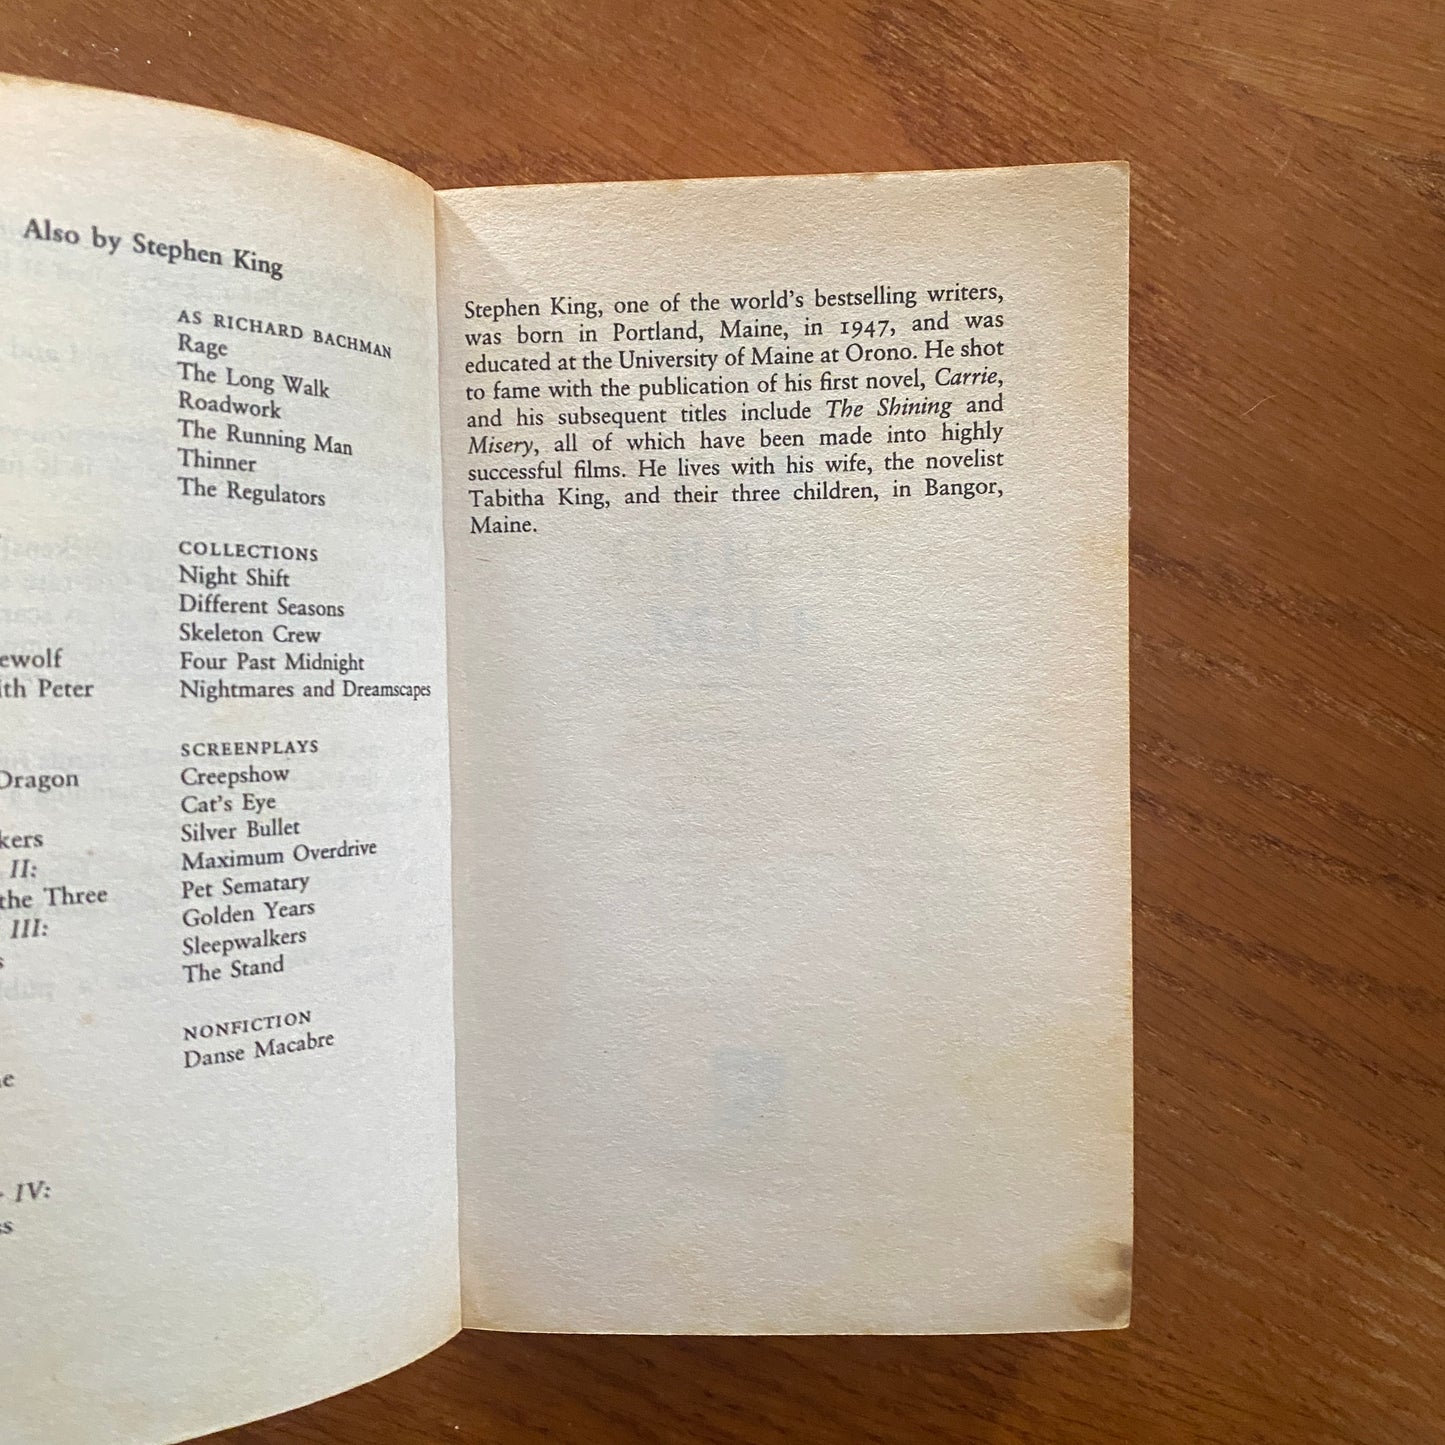 Also by Stephen King
ewolf
ith Peter
Dragon
kers
II:
the Three
III:
s
IV:
AS RICHARD BACHMAN
Rage
The Long Walk
Roadwork
The Running Man
Thinner
The Regulators
COLLECTIONS
Night Shift
Different Seasons
Skeleton Crew
Four Past Midnight
Nightmares and Dreamscapes
SCREENPLAYS
Creepshow
Cat's Eye
Silver Bullet
Maximum Overdrive
Pet Sematary
Golden Years
Sleepwalkers
The Stand
NONFICTION
Danse Macabre
Stephen King, one of the world's bestselling writers,
was born in Portland, Maine, in 1947, and was
educated at the University of Maine at Orono. He shot
to fame with the publication of his first novel, Carrie,
and his subsequent titles include The Shining and
Misery, all of which have been made into highly
successful films. He lives with his wife, the novelist
Tabitha King, and their three children, in Bangor,
Maine.